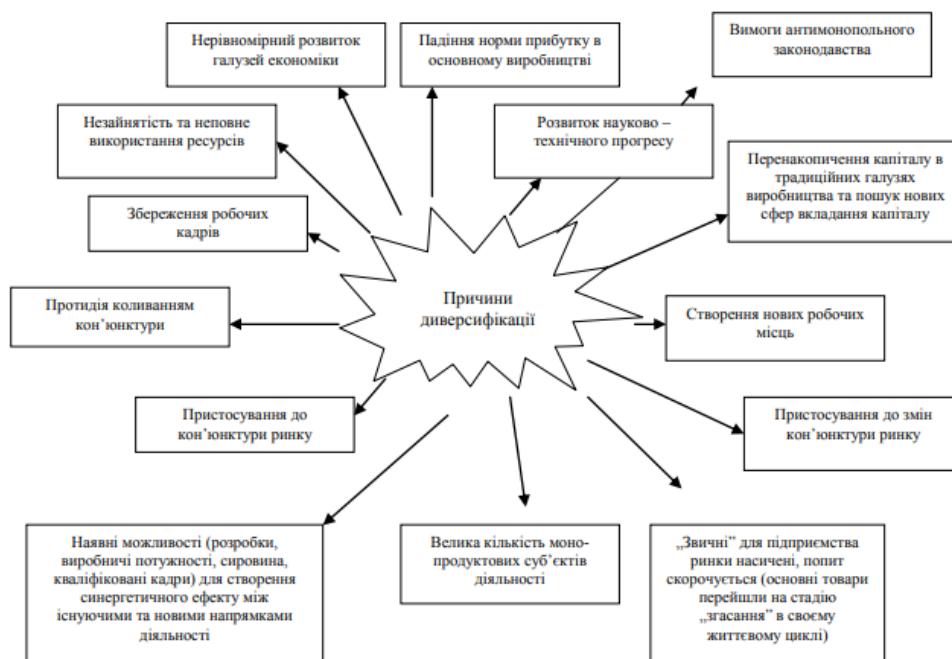 Нерівномірний розвиток
галузей економіки
Падіння норми прибутку в
основному виробництві
Вимоги антимонопольного
законодавства
Незайнятість та неповне
використання ресурсів
Розвиток науково –
технічного прогресу
Перенакопичення капіталу в
традиційних галузях
виробництва та пошук нових
сфер вкладання капіталу
Збереження робочих
кадрів
Причини
диверсифікації
Протидія коливанням
кон’юнктури
Створення нових робочих
місць
Пристосування до
кон’юнктури ринку
Пристосування до змін
кон’юнктури ринку
Наявні можливості (розробки,
виробничі потужності, сировина,
кваліфіковані кадри) для створення
синергетичного ефекту між
існуючими та новими напрямками
діяльності
Велика кількість моно-
продуктових суб’єктів
діяльності
„Звичні” для підприємства
ринки насичені, попит
скорочується (основні товари
перейшли на стадію
„згасання” в своєму
життєвому циклі)